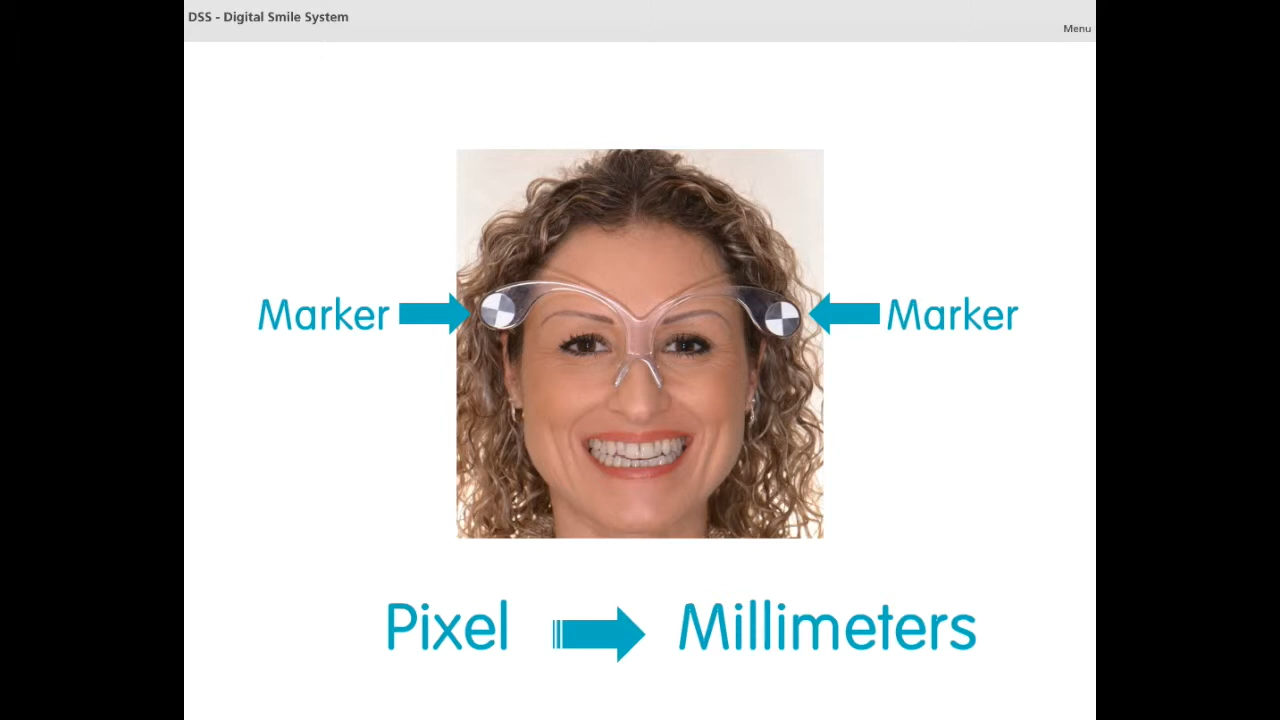 DSS - Digital Smile System
Menu
Marker
Marker
Pixel
Millimeters